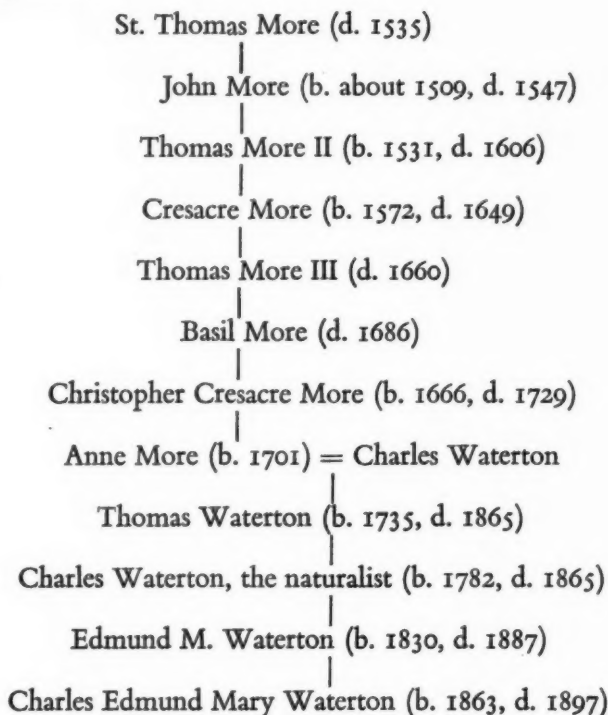 St. Thomas More (d. 1535)
John More (b. about 1509, d. 1547)
Thomas More II (b. 1531, d. 1606)
Cresacre More (b. 1572, d. 1649)
Thomas More III (d. 1660)
Basil More (d. 1686)
Christopher Cresacre More (b. 1666, d. 1729)
Anne More (b. 1701) = Charles Waterton
Thomas Waterton (b. 1735, d. 1865)
Charles Waterton, the naturalist (b. 1782, d. 1865)
Edmund M. Waterton (b. 1830, d. 1887)
Charles Edmund Mary Waterton (b. 1863, d. 1897)